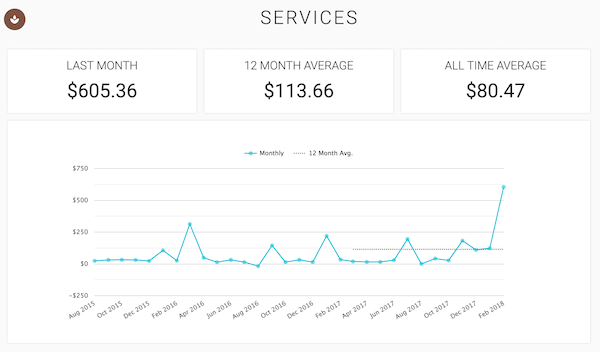 SERVICES
LAST MONTH
$605.36
12 MONTH AVERAGE
$113.66
ALL TIME AVERAGE
$80.47
Monthly
12 Month Avg.
$750
$500
$250
$0
-$250
Aug 2015
Oct 2015
Dec 2015
Feb 2016
Apr 2016
Jun 2016
Aug 2016
Oct 2016
Dec 2016
Feb 2017
Apr 2017
Jun 2017
Aug 2017
Oct 2017
Dec 2017
Feb 2018